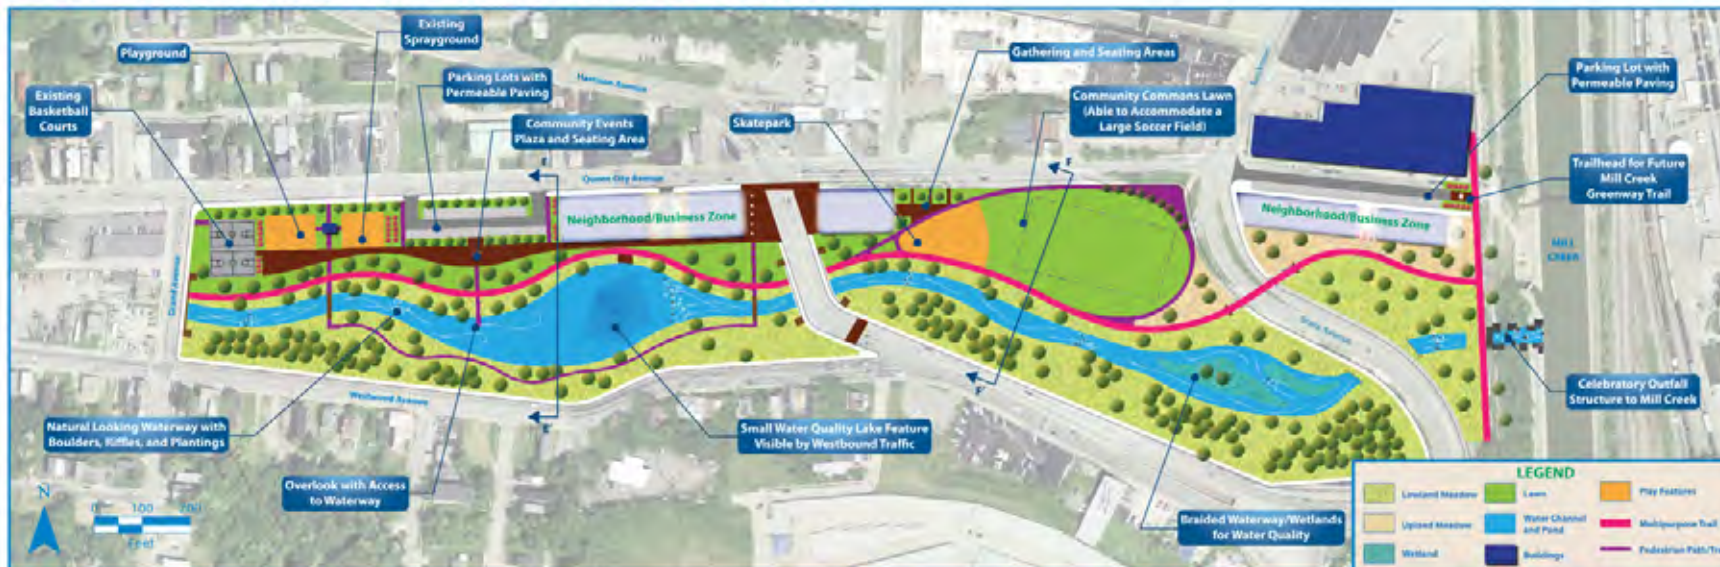 Existing
Sprayground
Playground
Existing
Basketball
Courts
Parking Lots with
Permeable Paving
Community Events
Plaza and Seating Area
Gathering and Seating Areas
Skatepark
Community Commons Lawn
(Able to Accommodate a
Large Soccer Field)
Parking Lot with
Permeable Paving
Trailhead for Future
Mill Creek
Greenway Trail
Harrison Avenue
Queen City Avenue
Grand Avenue
Westwood Avenue
State Avenue
MILL
CREEK
Neighborhood/Business Zone
Neighborhood/Business Zone
E
E'
F
F'
Natural Looking Waterway with
Boulders, Riffles, and Plantings
Overlook with Access
to Waterway
Small Water Quality Lake Feature
Visible by Westbound Traffic
Braided Waterway/Wetlands
for Water Quality
Celebratory Outfall
Structure to Mill Creek
N
0 100 200
Feet
LEGEND
Lowland Meadow
Upland Meadow
Wetland
Lawn
Water Channel
and Pond
Buildings
Play Features
Multipurpose Trail
Pedestrian Path/Tra